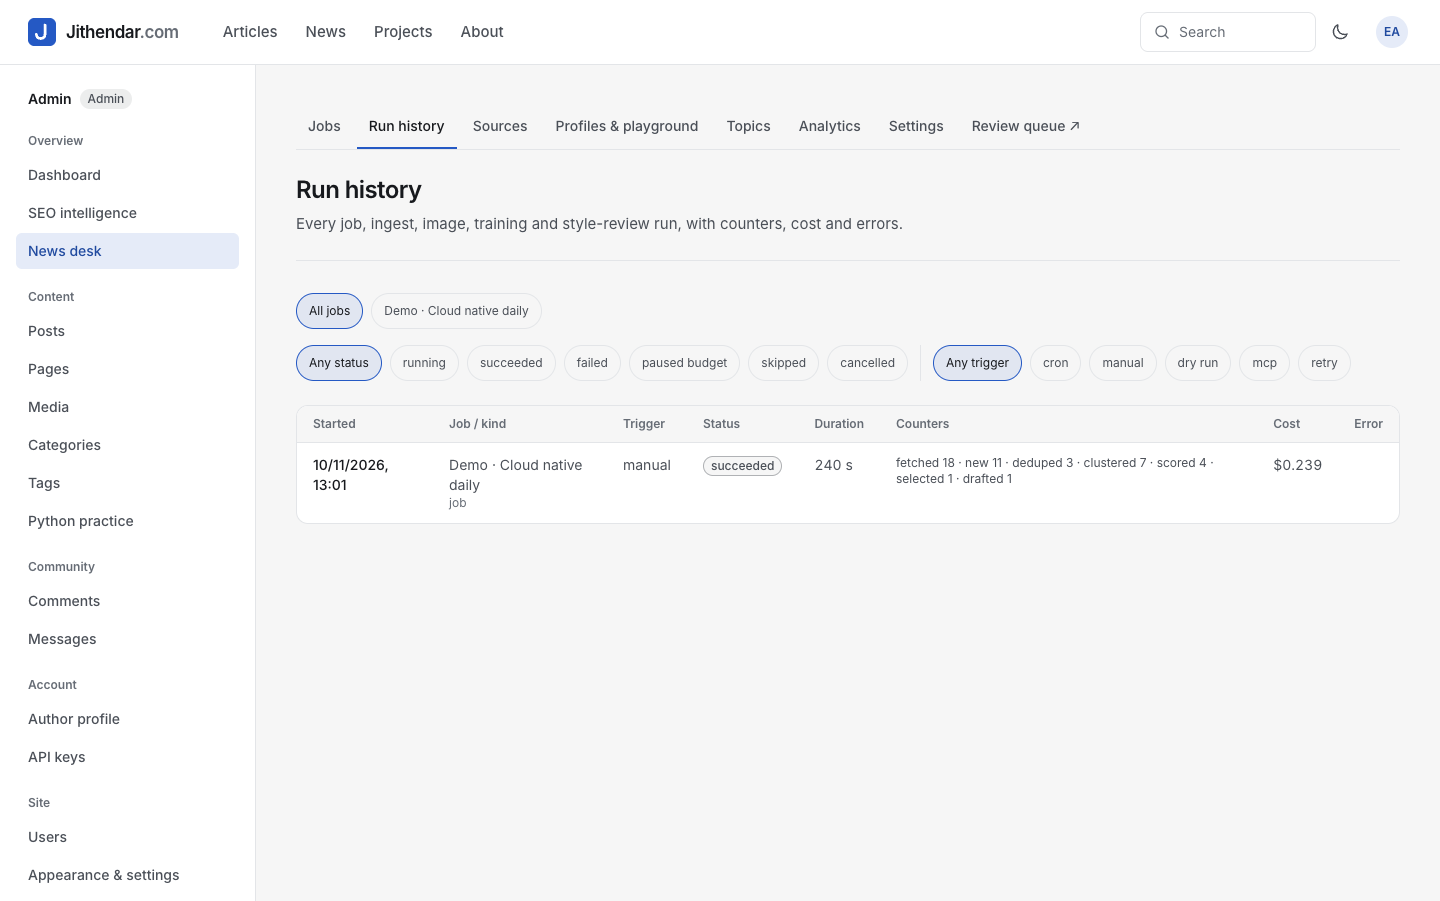 J Jithendar.com Articles News Projects About Search EA
Admin Admin
Overview
Dashboard
SEO intelligence
News desk
Content
Posts
Pages
Media
Categories
Tags
Python practice
Community
Comments
Messages
Account
Author profile
API keys
Site
Users
Appearance & settings
Jobs Run history Sources Profiles & playground Topics Analytics Settings Review queue ↗
Run history
Every job, ingest, image, training and style-review run, with counters, cost and errors.
All jobs Demo · Cloud native daily
Any status running succeeded failed paused budget skipped cancelled Any trigger cron manual dry run mcp retry
Started Job / kind Trigger Status Duration Counters Cost Error
10/11/2026, Demo · Cloud native manual succeeded 240 s fetched 18 · new 11 · deduped 3 · clustered 7 · scored 4 · $0.239
13:01 daily selected 1 · drafted 1
job